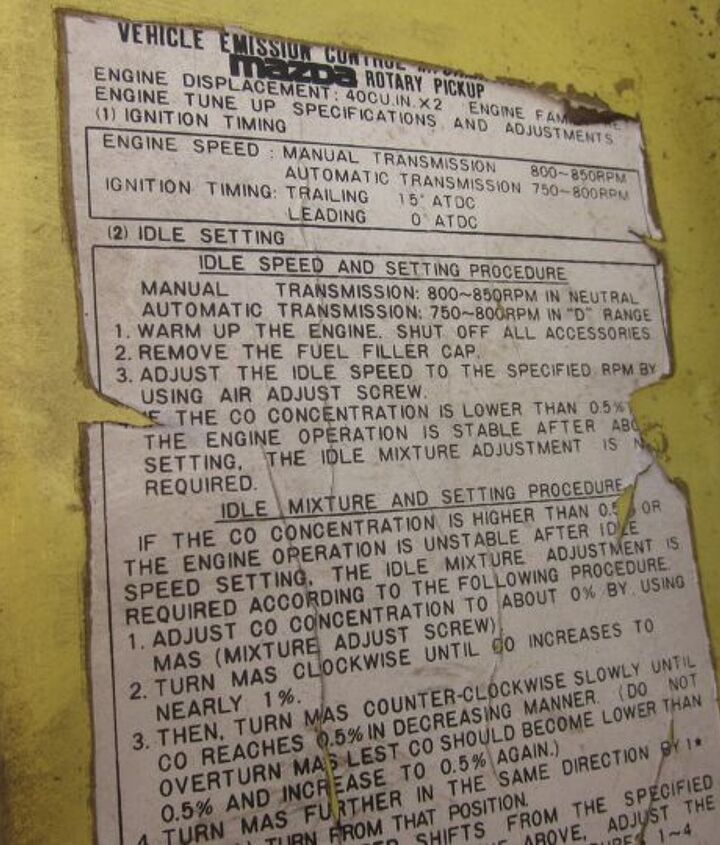 VEHICLE EMISSION CONTROL
mazda ROTARY PICKUP
ENGINE DISPLACEMENT: 40CU.IN.X2 ENGINE
ENGINE TUNE UP SPECIFICATIONS AND ADJUSTMENTS
(1) IGNITION TIMING
ENGINE SPEED : MANUAL TRANSMISSION 800~850RPM
AUTOMATIC TRANSMISSION 750~800RPM
IGNITION TIMING: TRAILING 15° ATDC
LEADING 0° ATDC
(2) IDLE SETTING
IDLE SPEED AND SETTING PROCEDURE
MANUAL TRANSMISSION: 800~850RPM IN NEUTRAL
AUTOMATIC TRANSMISSION: 750~800RPM IN "D" RANGE
1. WARM UP THE ENGINE. SHUT OFF ALL ACCESSORIES
2. REMOVE THE FUEL FILLER CAP.
3. ADJUST THE IDLE SPEED TO THE SPECIFIED RPM BY
USING AIR ADJUST SCREW.
IF THE CO CONCENTRATION IS LOWER THAN 0.5%
THE ENGINE OPERATION IS STABLE AFTER
SETTING, THE IDLE MIXTURE ADJUSTMENT IS
REQUIRED.
IDLE MIXTURE AND SETTING PROCEDURE
IF THE CO CONCENTRATION IS HIGHER THAN 0.5% OR
THE ENGINE OPERATION IS UNSTABLE AFTER IDLE
SPEED SETTING, THE IDLE MIXTURE ADJUSTMENT IS
REQUIRED ACCORDING TO THE FOLLOWING PROCEDURE.
1. ADJUST CO CONCENTRATION TO ABOUT 0% BY USING
MAS (MIXTURE ADJUST SCREW)
2. TURN MAS CLOCKWISE UNTIL CO INCREASES TO
NEARLY 1%.
3. THEN, TURN MAS COUNTER-CLOCKWISE SLOWLY UNTIL
CO REACHES 0.5% IN DECREASING MANNER. (DO NOT
OVERTURN MAS LEST CO SHOULD BECOME LOWER THAN
0.5% AND INCREASE TO 0.5% AGAIN.)
4. TURN MAS FURTHER IN THE SAME DIRECTION BY
TURN FROM THAT POSITION.
SHIFTS FROM THE SPECIFIED
ABOVE, ADJUST THE
1~4